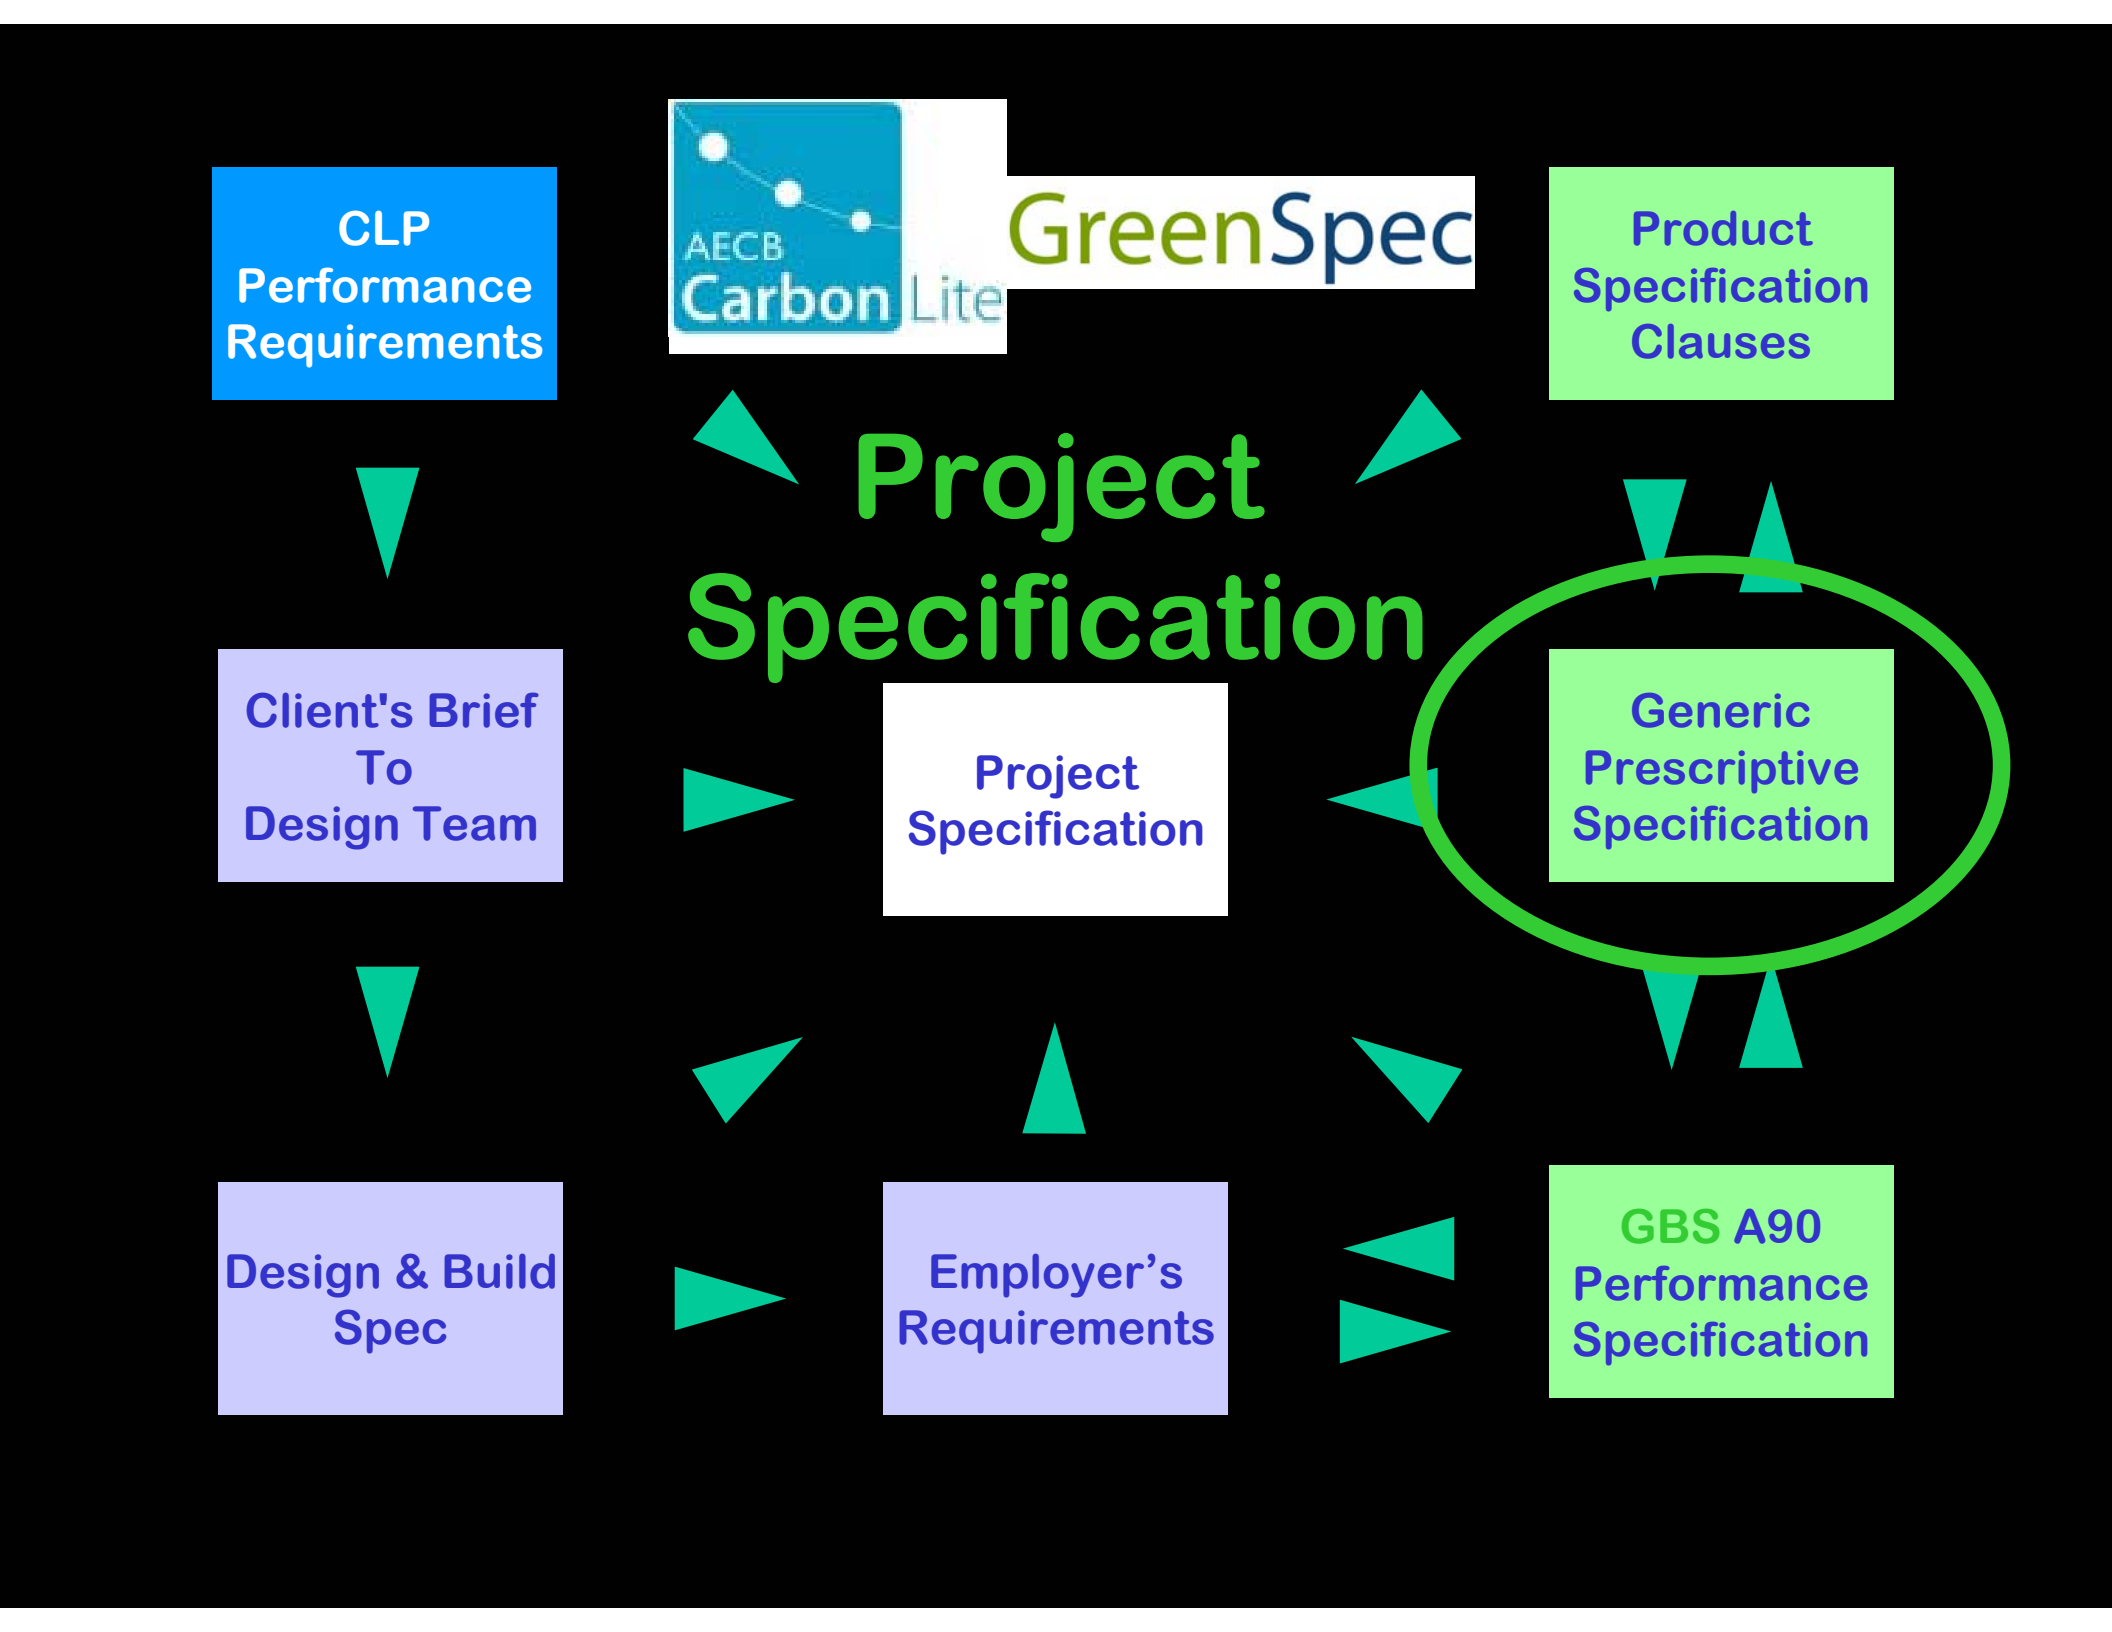 CLP
Performance
Requirements
AECB
Carbon Lite
GreenSpec
Product
Specification
Clauses
Project
Specification
Client's Brief
To
Design Team
Project
Specification
Generic
Prescriptive
Specification
Design & Build
Spec
Employer’s
Requirements
GBS A90
Performance
Specification